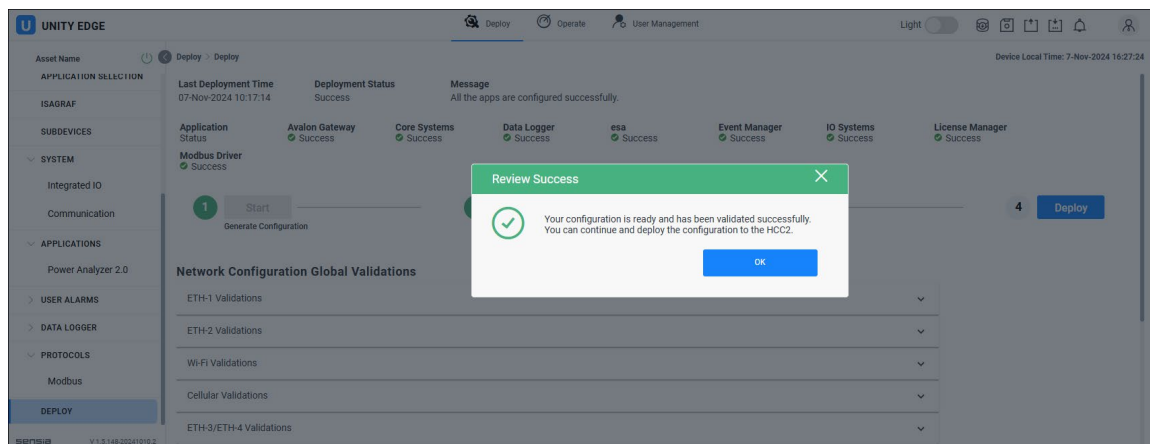 UNITY EDGE
Deploy
Operate
User Management
Light
Asset Name
Deploy > Deploy
Device Local Time: 7-Nov-2024 16:27:24
APPLICATION SELECTION
ISAGRAF
SUBDEVICES
SYSTEM
Integrated IO
Communication
APPLICATIONS
Power Analyzer 2.0
USER ALARMS
DATA LOGGER
PROTOCOLS
Modbus
DEPLOY
sensia V 1.5.148-20241010.2
Last Deployment Time Deployment Status Message
07-Nov-2024 10:17:14 Success All the apps are configured successfully.
Application Avalon Gateway Core Systems Data Logger esa Event Manager IO Systems License Manager
Status Success Success Success Success Success Success Success
Modbus Driver
Success
1 Start 4 Deploy
Generate Configuration
Review Success
Your configuration is ready and has been validated successfully.
You can continue and deploy the configuration to the HCC2.
OK
Network Configuration Global Validations
ETH-1 Validations
ETH-2 Validations
Wi-Fi Validations
Cellular Validations
ETH-3/ETH-4 Validations